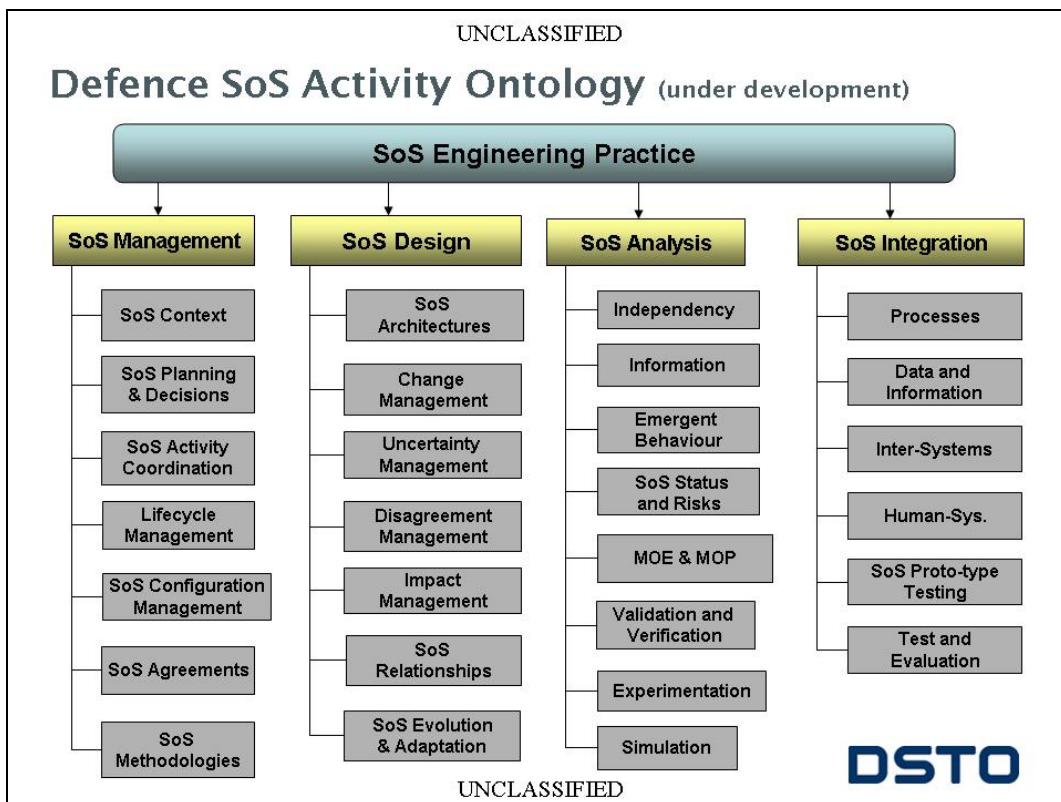 UNCLASSIFIED
Defence SoS Activity Ontology (under development)
SoS Engineering Practice
SoS Management
SoS Context
SoS Planning
& Decisions
SoS Activity
Coordination
Lifecycle
Management
SoS Configuration
Management
SoS Agreements
SoS
Methodologies
SoS Design
SoS
Architectures
Change
Management
Uncertainty
Management
Disagreement
Management
Impact
Management
SoS
Relationships
SoS Evolution
& Adaptation
SoS Analysis
Independency
Information
Emergent
Behaviour
SoS Status
and Risks
MOE & MOP
Validation and
Verification
Experimentation
Simulation
SoS Integration
Processes
Data and
Information
Inter-Systems
Human-Sys.
SoS Proto-type
Testing
Test and
Evaluation
DSTO
UNCLASSIFIED